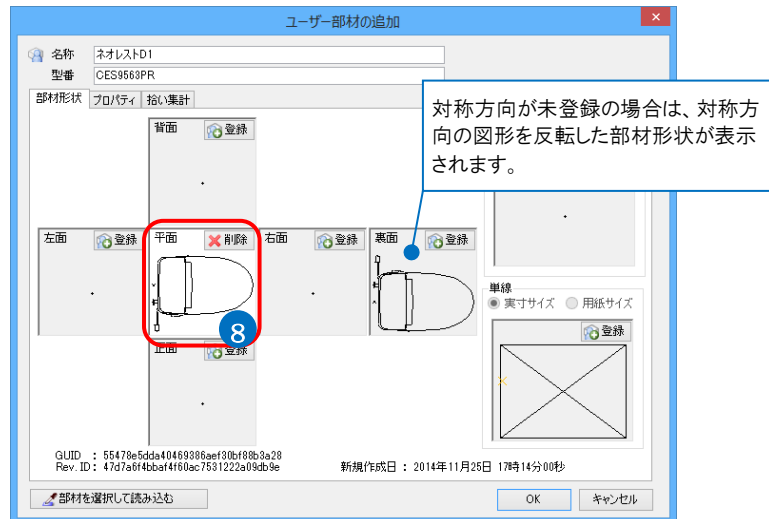 ユーザー部材の追加
名称 ネオレストD1
型番 CES9563PR
部材形状 プロパティ 拾い集計
対称方向が未登録の場合は、対称方
向の図形を反転した部材形状が表示
されます。
背面 登録
左面 登録 平面 削除 右面 登録 裏面 登録
8
単線
実寸サイズ 用紙サイズ
登録
正面 登録
GUID : 55478e5dda40469386aef30bf88b3a28
Rev. ID: 47d7a6f4bbaf4f60ac7531222a09db9e
新規作成日 : 2014年11月25日 17時14分00秒
部材を選択して読み込む OK キャンセル